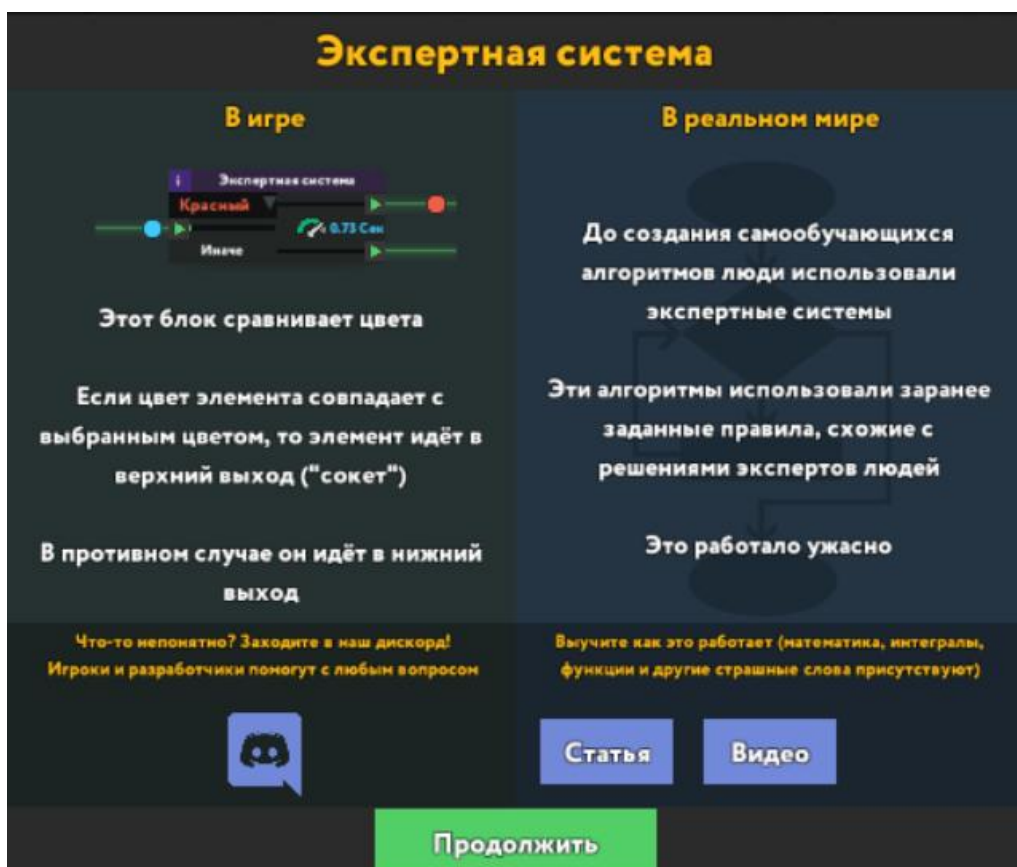 Экспертная система
В игре
Экспертная система
Красный
0.73 Сек
Иначе
Этот блок сравнивает цвета
Если цвет элемента совпадает с
выбранным цветом, то элемент идёт в
верхний выход ("сокет")
В противном случае он идёт в нижний
выход
Что-то непонятно? Заходите в наш дискорд!
Игроки и разработчики помогут с любым вопросом
В реальном мире
До создания самообучающихся
алгоритмов люди использовали
экспертные системы
Эти алгоритмы использовали заранее
заданные правила, схожие с
решениями экспертов людей
Это работало ужасно
Выучите как это работает (математика, интегралы,
функции и другие страшные слова присутствуют)
Статья
Видео
Продолжить